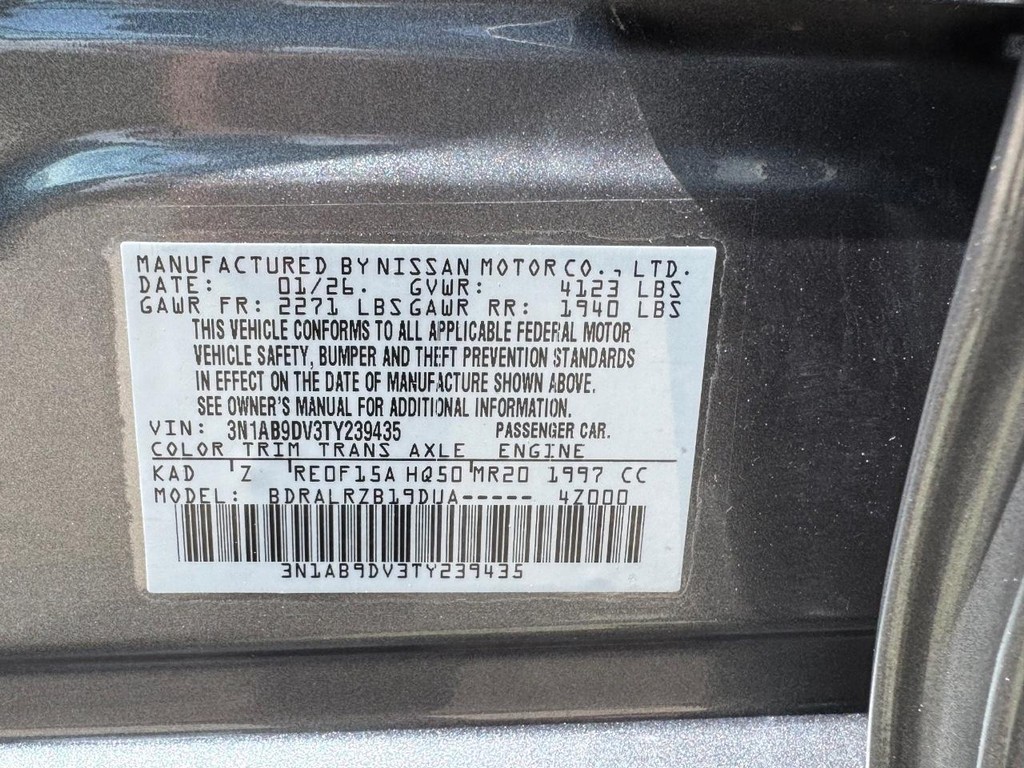 MANUFACTURED BY NISSAN MOTOR CO., LTD.
DATE: 01/26. GVWR: 4123 LBS
GAWR FR: 2271 LBS GAWR RR: 1940 LBS
THIS VEHICLE CONFORMS TO ALL APPLICABLE FEDERAL MOTOR
VEHICLE SAFETY, BUMPER AND THEFT PREVENTION STANDARDS
IN EFFECT ON THE DATE OF MANUFACTURE SHOWN ABOVE.
SEE OWNER'S MANUAL FOR ADDITIONAL INFORMATION.
VIN: 3N1AB9DV3TY239435 PASSENGER CAR.
COLOR TRIM TRANS AXLE ENGINE
KAD Z RE0F15A HQ50 MR20 1997 CC
MODEL: BDRALRZB19DUA----- 4Z000
3N1AB9DV3TY239435